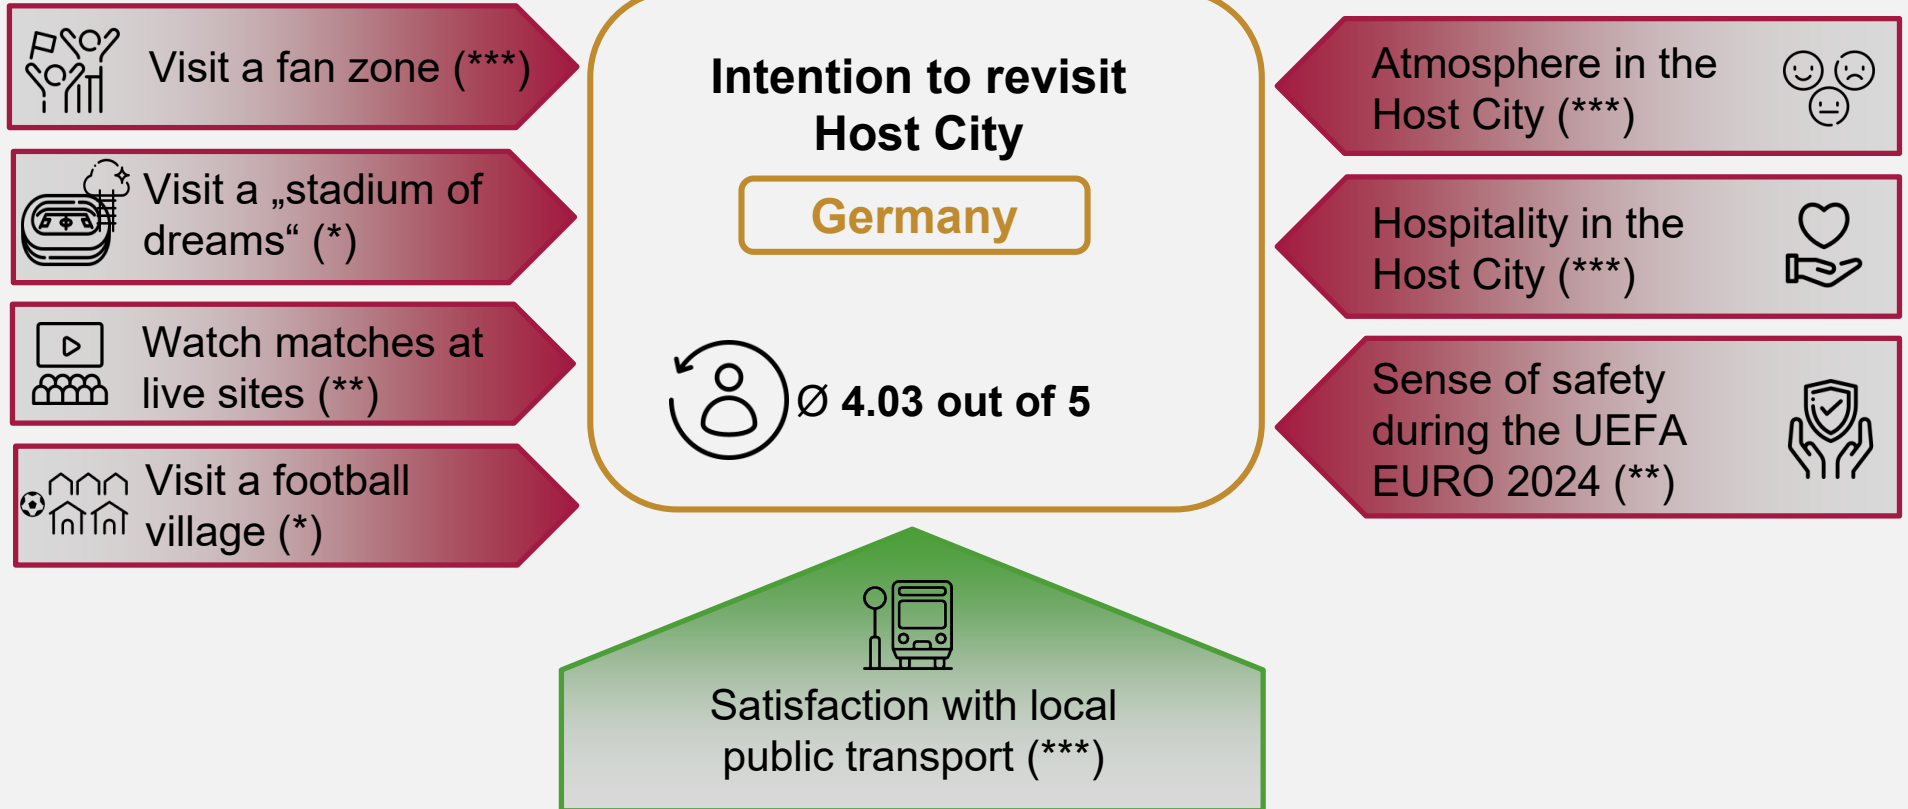 Visit a fan zone (***)
Visit a „stadium of
dreams“ (*)
Watch matches at
live sites (**)
Visit a football
village (*)
Intention to revisit
Host City
Germany
Ø 4.03 out of 5
Atmosphere in the
Host City (***)
Hospitality in the
Host City (***)
Sense of safety
during the UEFA
EURO 2024 (**)
Satisfaction with local
public transport (***)